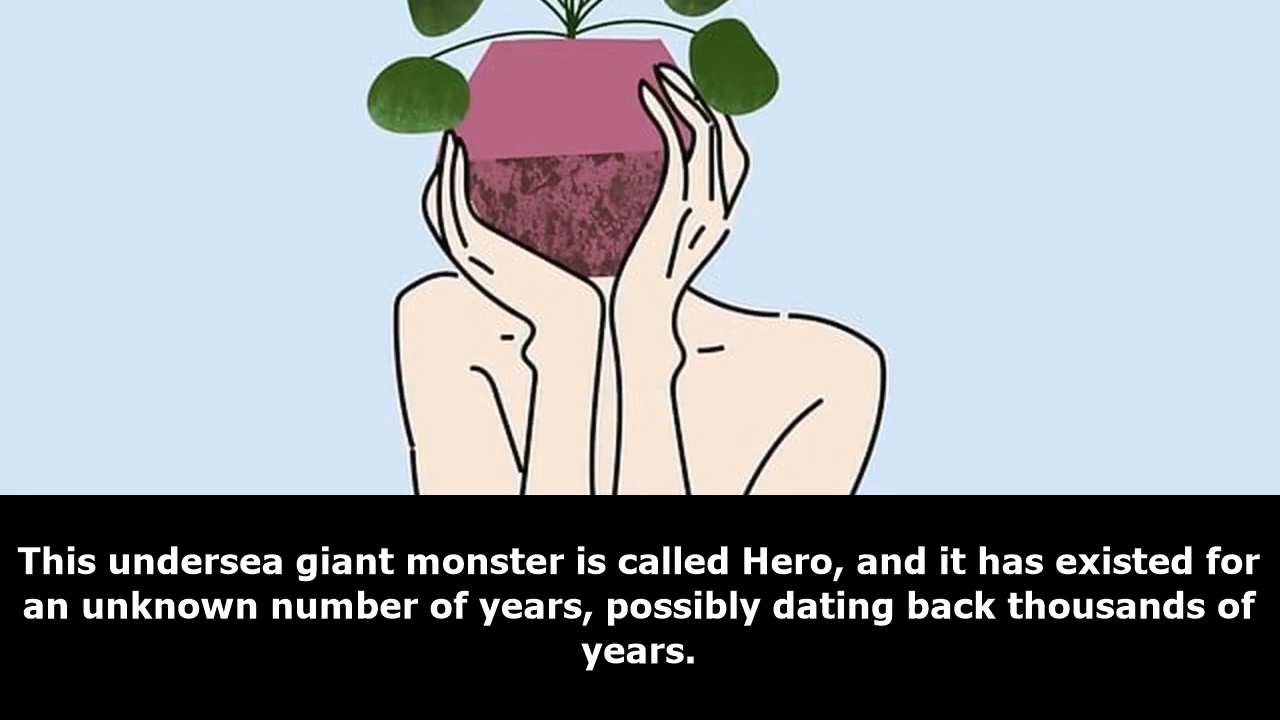 This undersea giant monster is called Hero, and it has existed for
an unknown number of years, possibly dating back thousands of
years.